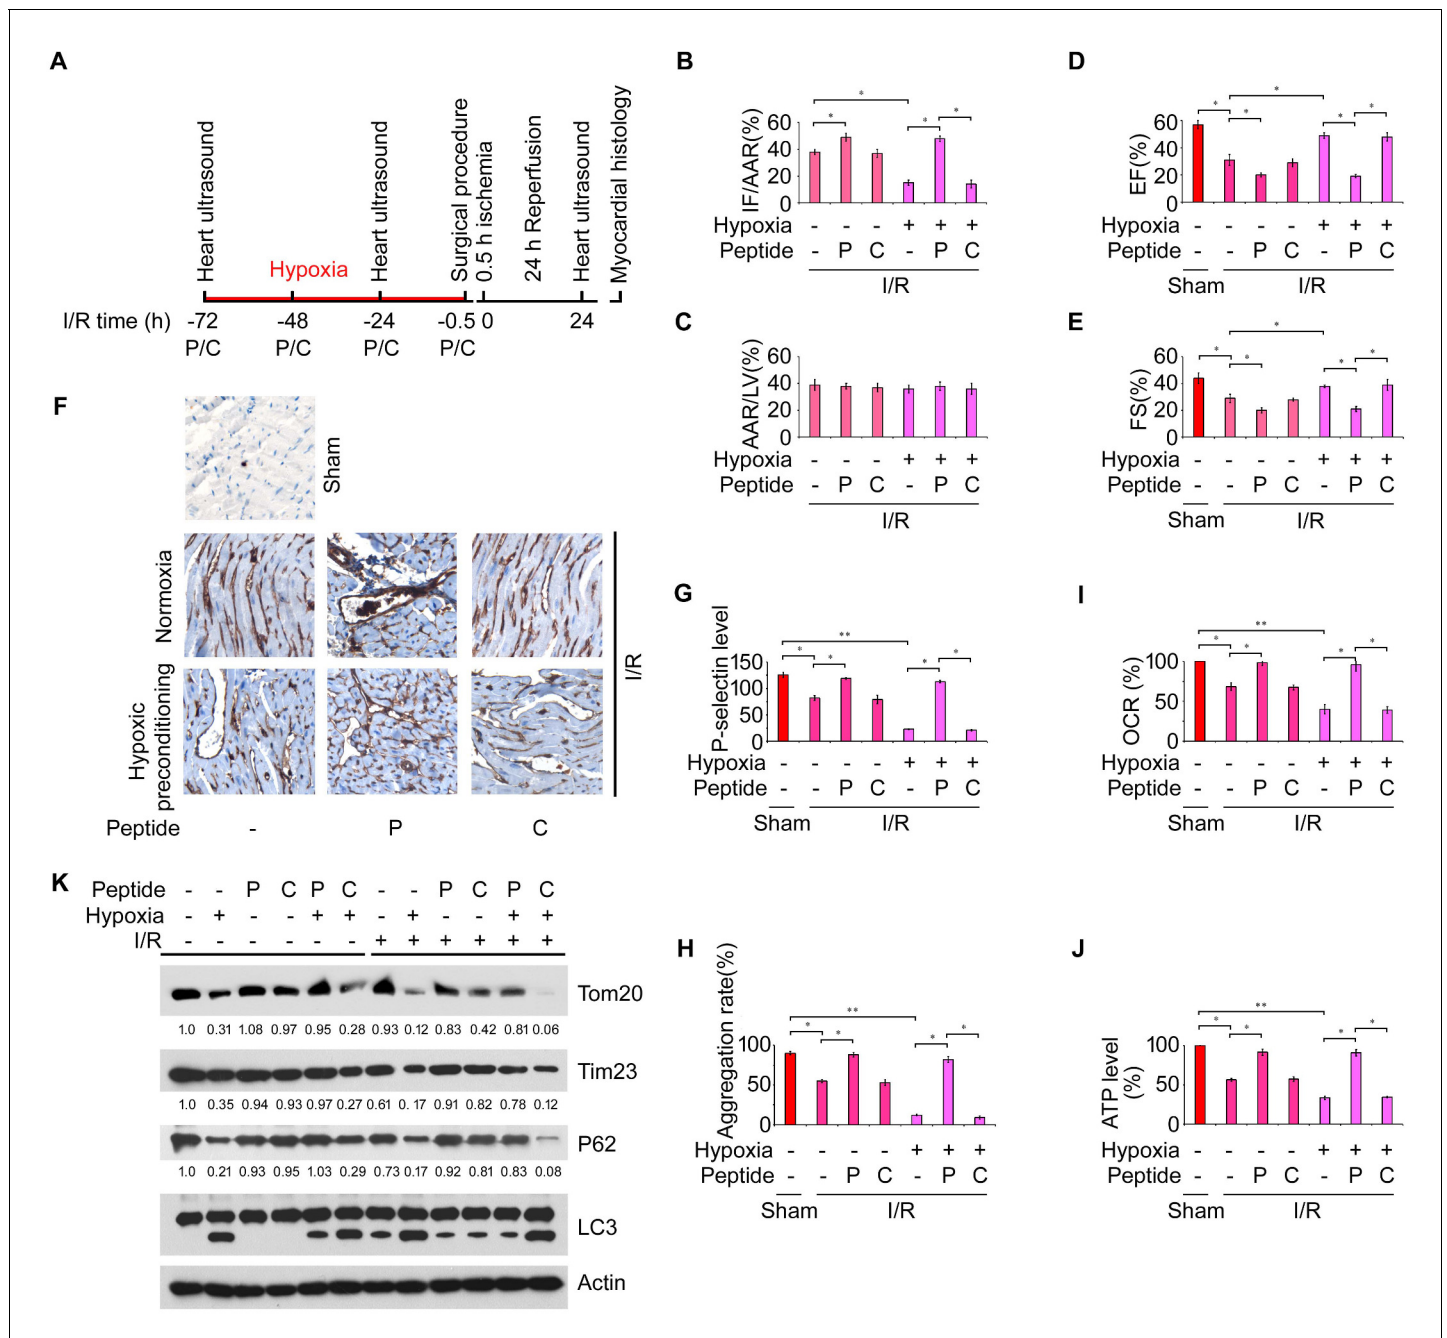 A
Heart ultrasound
Heart ultrasound
Surgical procedure
0.5 h ischemia
24 h Reperfusion
Heart ultrasound
Myocardial histology
Hypoxia
I/R time (h) -72 -48 -24 -0.5 0 24
P/C P/C P/C P/C
B
IF/AAR(%)
60
40
20
0
* * * *
Hypoxia - - - + + +
Peptide - P C - P C
I/R
C
AAR/LV(%)
60
40
20
0
Hypoxia - - - + + +
Peptide - P C - P C
I/R
D
EF(%)
60
40
20
0
* * * * *
Hypoxia - - - - + + +
Peptide - - P C - P C
Sham I/R
E
FS(%)
60
40
20
0
* * * * *
Hypoxia - - - - + + +
Peptide - - P C - P C
Sham I/R
F
Sham
Normoxia
Hypoxic
preconditioning
I/R
Peptide - P C
G
P-selectin level
150
100
50
0
** * * * *
Hypoxia - - - - + + +
Peptide - - P C - P C
Sham I/R
H
Aggregation rate(%)
100
50
0
** * * * *
Hypoxia - - - - + + +
Peptide - - P C - P C
Sham I/R
I
OCR (%)
100
50
0
** * * * *
Hypoxia - - - - + + +
Peptide - - P C - P C
Sham I/R
J
ATP level
(%)
100
50
0
** * * * *
Hypoxia - - - - + + +
Peptide - - P C - P C
Sham I/R
K
Peptide - - P C P C - - P C P C
Hypoxia - + - - + + - + - - + +
I/R - - - - - - + + + + + +
Tom20
1.0 0.31 1.08 0.97 0.95 0.28 0.93 0.12 0.83 0.42 0.81 0.06
Tim23
1.0 0.35 0.94 0.93 0.97 0.27 0.61 0. 17 0.91 0.82 0.78 0.12
P62
1.0 0.21 0.93 0.95 1.03 0.29 0.73 0.17 0.92 0.81 0.83 0.08
LC3
Actin